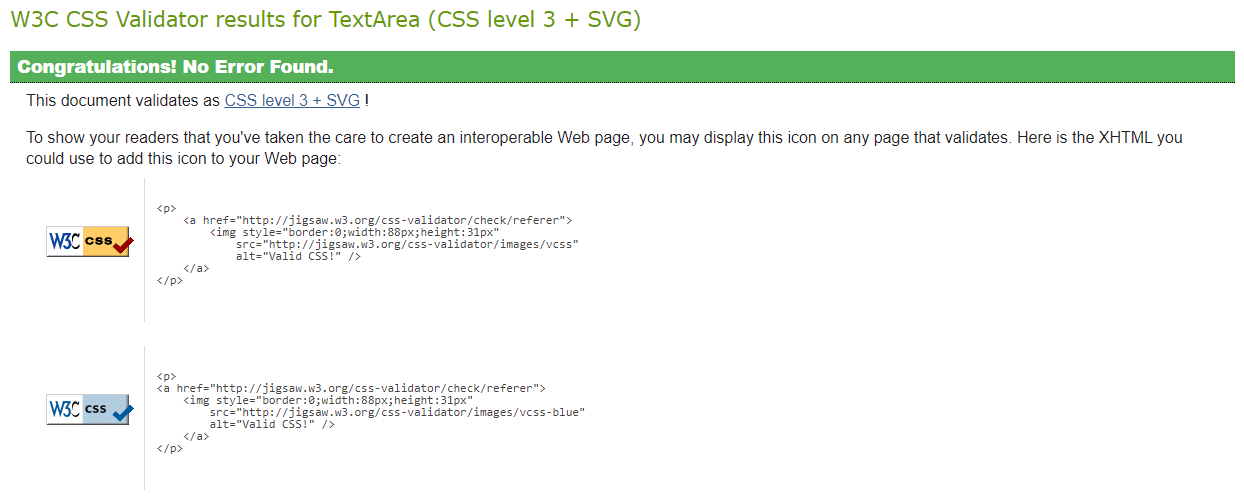 W3C CSS Validator results for TextArea (CSS level 3 + SVG)
Congratulations! No Error Found.
This document validates as CSS level 3 + SVG !
To show your readers that you've taken the care to create an interoperable Web page, you may display this icon on any page that validates. Here is the XHTML you
could use to add this icon to your Web page:
W3C css
<p>
<a href="http://jigsaw.w3.org/css-validator/check/referer">
<img style="border:0;width:88px;height:31px"
src="http://jigsaw.w3.org/css-validator/images/vcss"
alt="Valid CSS!" />
</a>
</p>
W3C css
<p>
<a href="http://jigsaw.w3.org/css-validator/check/referer">
<img style="border:0;width:88px;height:31px"
src="http://jigsaw.w3.org/css-validator/images/vcss-blue"
alt="Valid CSS!" />
</a>
</p>